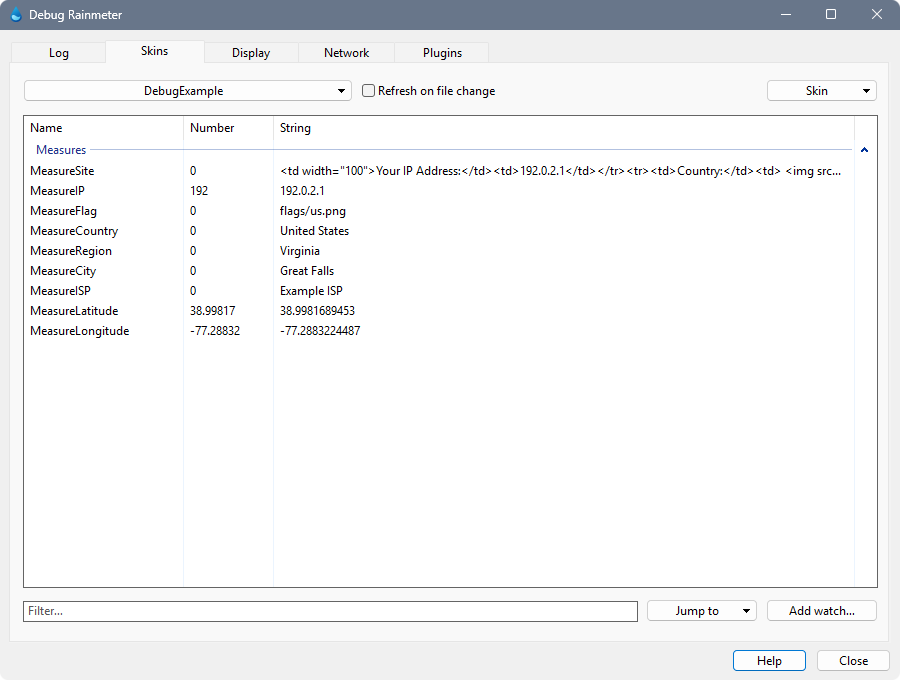 Debug Rainmeter
Log Skins Display Network Plugins
DebugExample Refresh on file change Skin
Name Number String
Measures
MeasureSite 0 <td width="100">Your IP Address:</td><td>192.0.2.1</td></tr><tr><td>Country:</td><td> <img src...
MeasureIP 192 192.0.2.1
MeasureFlag 0 flags/us.png
MeasureCountry 0 United States
MeasureRegion 0 Virginia
MeasureCity 0 Great Falls
MeasureISP 0 Example ISP
MeasureLatitude 38.99817 38.9981689453
MeasureLongitude -77.28832 -77.2883224487
Filter... Jump to Add watch...
Help Close